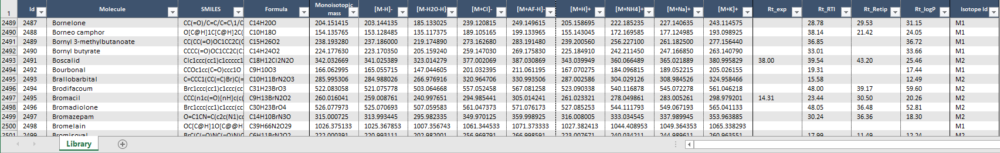 1 Id Molecule SMILES Formula Monoisotopic mass [M-H]- [M-H2O-H]- [M+Cl]- [M+AF-H]- [M+H]+ [M+NH4]+ [M+Na]+ [M+K]+ Rt_exp Rt_RTI Rt_Retip Rt_logP Isotope Id
2489 2487 Bornelone CC(=O)/C=C/C=C\1/C C14H20O 204.151415 203.144135 185.133025 239.120815 249.149615 205.158695 222.185235 227.140635 243.114575 28.78 29.53 31.15 M1
2490 2488 Borneo camphor O[C@H]1C[C@H]2C( C10H18O 154.135765 153.128485 135.117375 189.105165 199.133965 155.143045 172.169585 177.124985 193.098925 38.14 21.42 24.05 M1
2491 2489 Bornyl 3-methylbutanoate CC(CC(=O)OC1CC2(C C15H26O2 238.193280 237.186000 219.174890 273.162680 283.191480 239.200560 256.227100 261.182500 277.156440 36.85 36.72 M1
2492 2490 Bornyl butyrate CCCC(=O)OC1CC2(C C14H24O2 224.177630 223.170350 205.159240 259.147030 269.175830 225.184910 242.211450 247.166850 263.140790 33.01 33.66 M1
2493 2491 Boscalid Clc1ccc(cc1)c1ccccc1 C18H12Cl2N2O 342.032669 341.025389 323.014279 377.002069 387.030869 343.039949 360.066489 365.021889 380.995829 38.00 39.54 43.20 25.46 M2
2494 2492 Bourbonal CCOc1cc(C=O)ccc1O C9H10O3 166.062995 165.055715 147.044605 201.032395 211.061195 167.070275 184.096815 189.052215 205.026155 19.31 17.44 M1
2495 2493 Brallobarbital C=CCC1(CC(=C)Br)C(= C10H11BrN2O3 285.995306 284.988026 266.976916 320.964706 330.993506 287.002586 304.029126 308.984526 324.958466 15.58 12.49 M2
2496 2494 Brodifacoum Brc1ccc(cc1)c1ccc(cc C31H23BrO3 522.083058 521.075778 503.064668 557.052458 567.081258 523.090338 540.116878 545.072278 561.046218 48.00 39.17 59.60 M2
2497 2495 Bromacil CCC(n1c(=O)[nH]c(c( C9H13BrN2O2 260.016041 259.008761 240.997651 294.985441 305.014241 261.023321 278.049861 283.005261 298.979201 14.31 23.44 30.50 20.26 M2
2498 2496 Bromadiolone Brc1ccc(cc1)c1ccc(cc C30H23BrO4 526.077973 525.070693 507.059583 561.047373 571.076173 527.085253 544.111793 549.067193 565.041133 48.05 36.48 52.81 M2
2499 2497 Bromazepam O=C1CN=C(c2c(N1)cc C14H10BrN3O 315.000725 313.993445 295.982335 349.970125 359.998925 316.008005 333.034545 337.989945 353.963885 30.24 36.36 18.30 M2
2500 2498 Bromelain OC[C@H]1O[C@@H] C39H66N2O29 1026.375133 1025.367853 1007.356743 1061.344533 1071.373333 1027.382413 1044.408953 1049.364353 1065.338293 M1
2501 2499 Bromisoval BrC(C(=O)NC(=O)N)C C6H11BrN2O2 222.000391 220.993111 202.982001 256.969791 266.998591 223.007671 240.034211 244.989611 260.963551 17.99 11.49 12.24 M2
Library